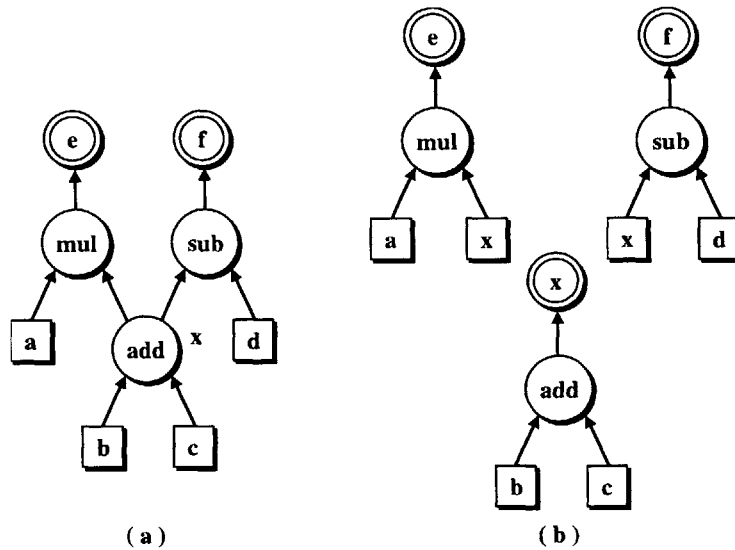 e f
mul sub
a add x d
b c
( a )
e f
mul sub
a x x d
x
add
b c
( b )